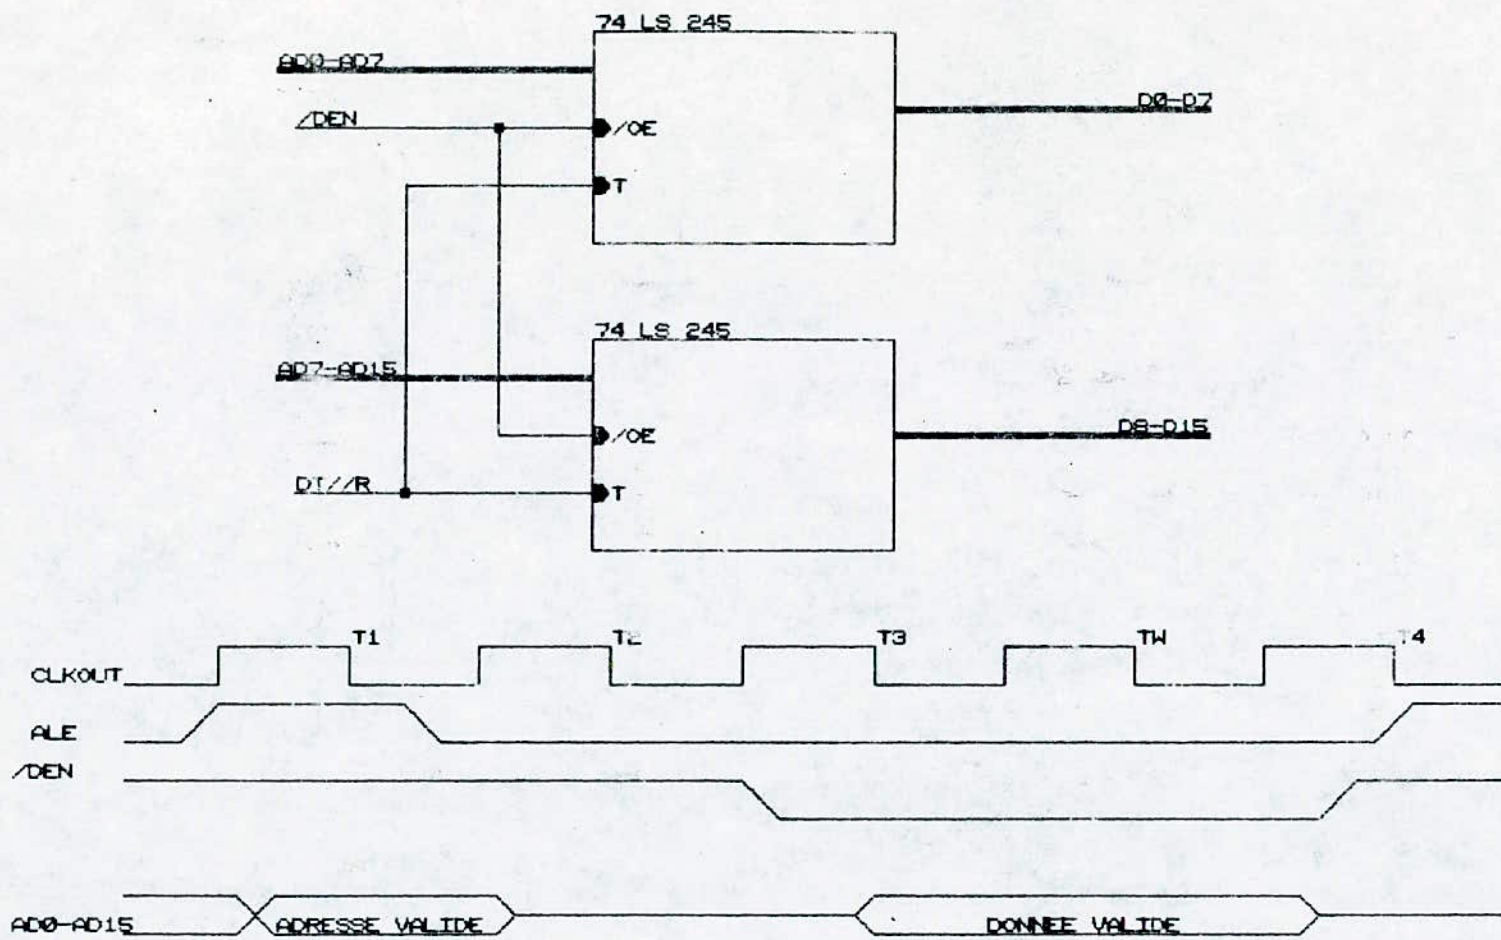 74 LS 245
AD0-AD7
D0-D7
/DEN
/OE
T
74 LS 245
AD7-AD15
/OE
D8-D15
DT//R
T
T1 T2 T3 TW T4
CLKOUT
ALE
/DEN
AD0-AD15 ADRESSE VALIDE DONNEE VALIDE